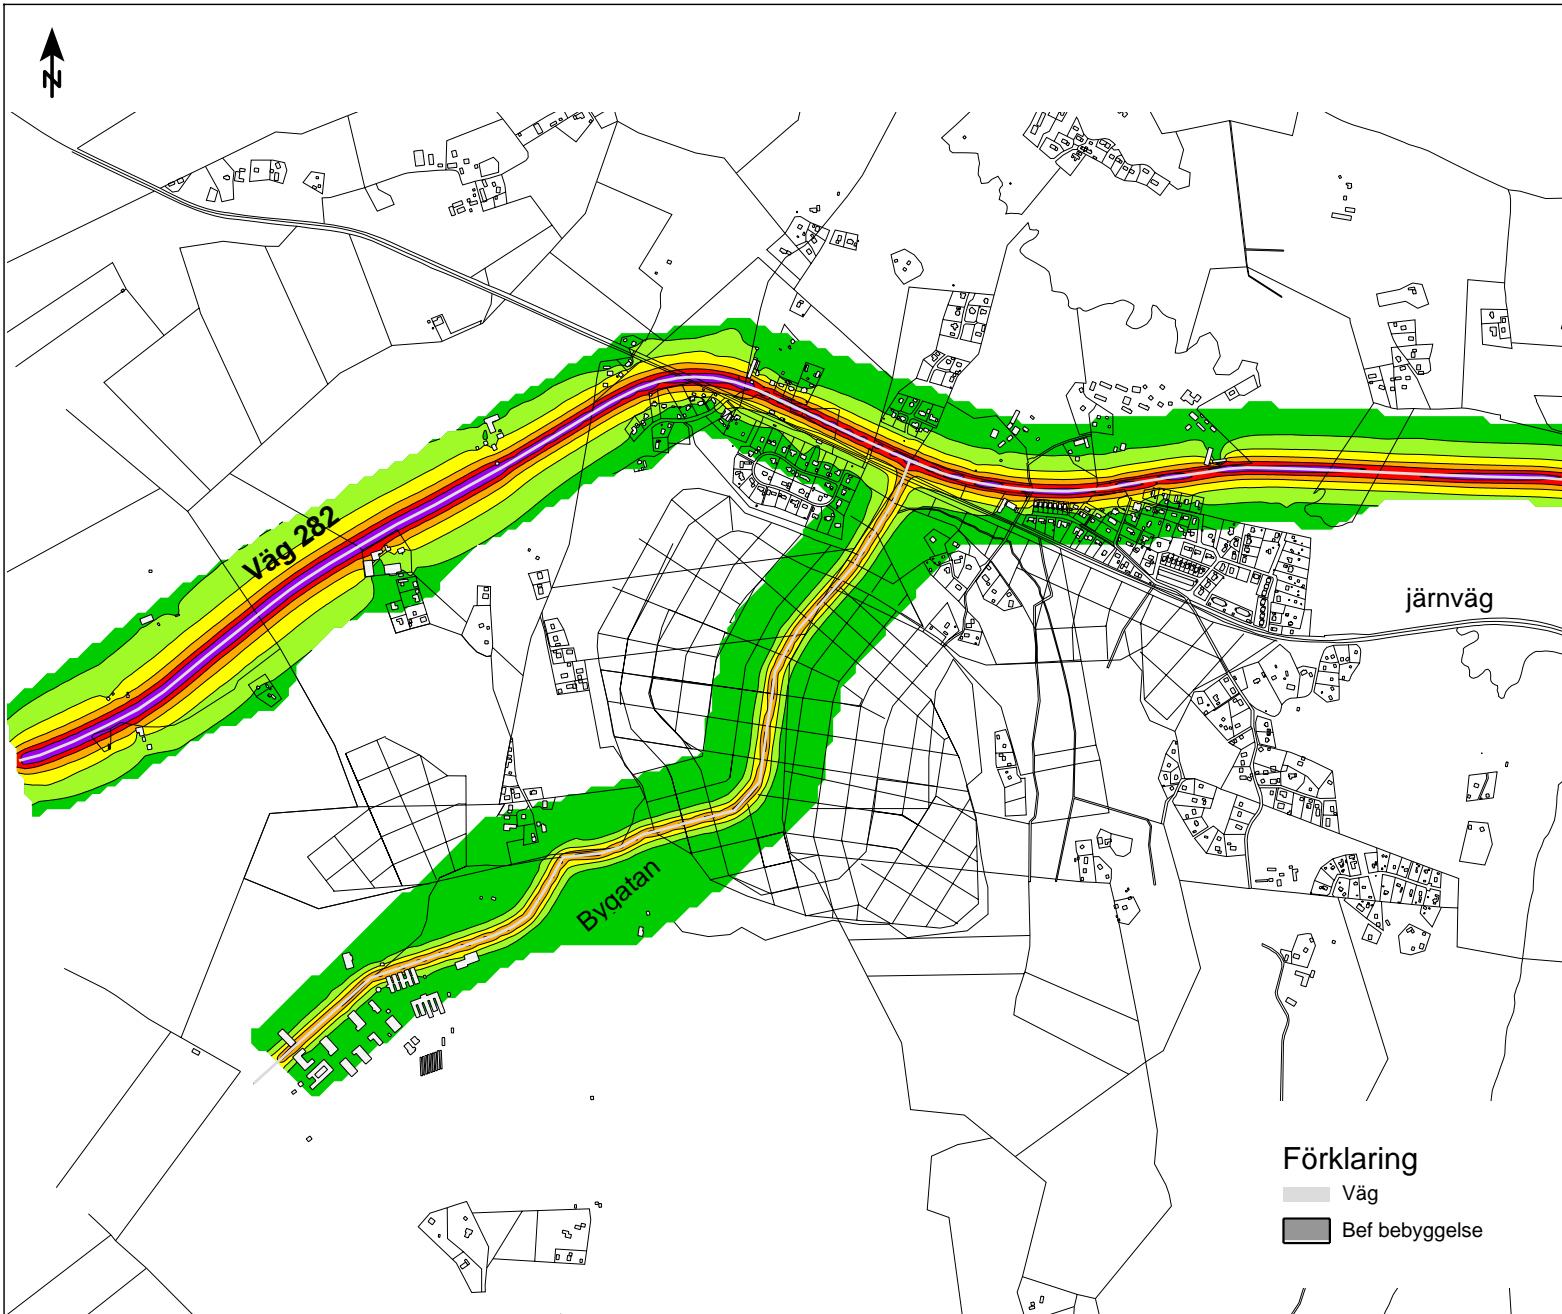 N
Väg 282
järnväg
Bygatan
Förklaring
Väg
Bef bebyggelse